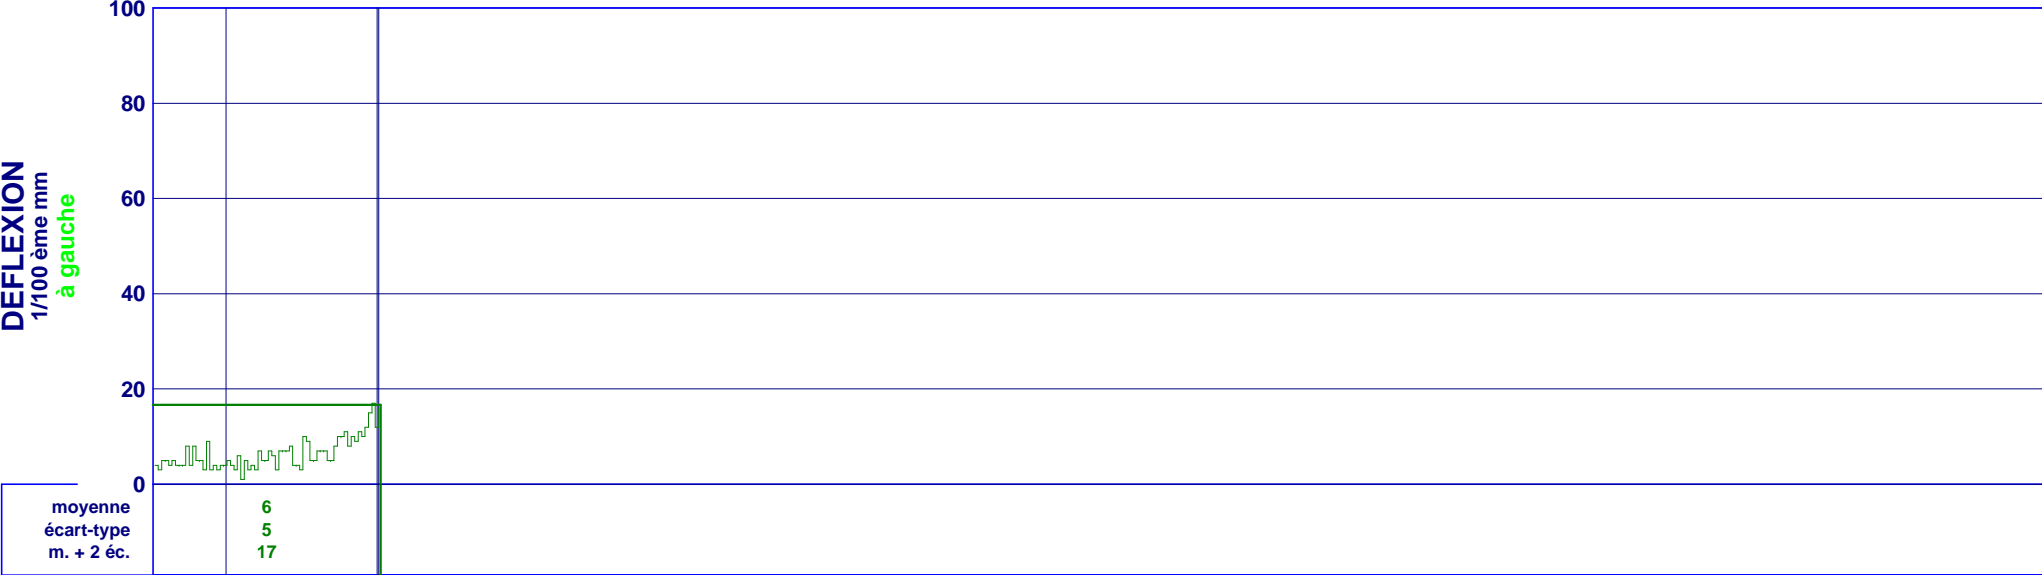 100
80
60
40
20
0
DEFLEXION
1/100 ème mm
à gauche
moyenne 6
écart-type 5
m. + 2 éc. 17